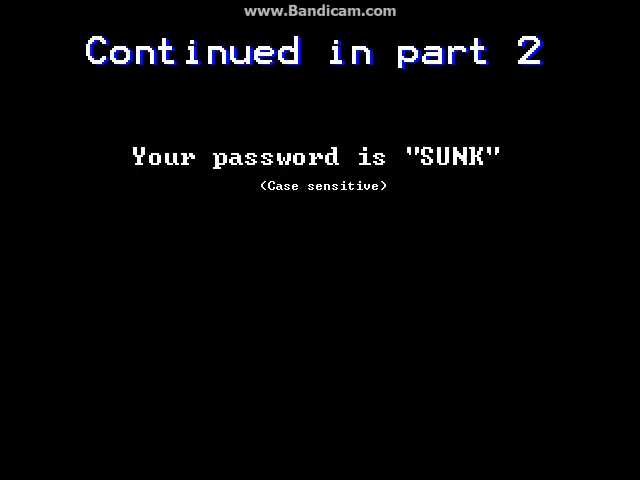 www.Bandicam.com
Continued in part 2
Your password is "SUNK"
(Case sensitive)